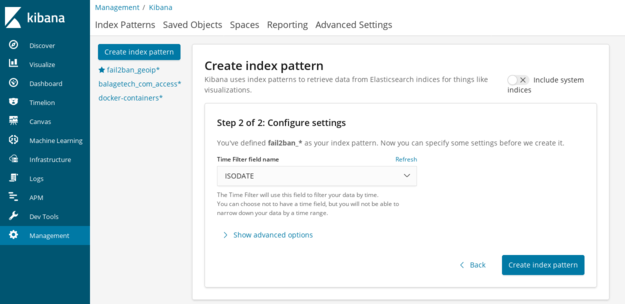 kibana
Discover
Visualize
Dashboard
Timelion
Canvas
Machine Learning
Infrastructure
Logs
APM
Dev Tools
Management
Management / Kibana
Index Patterns Saved Objects Spaces Reporting Advanced Settings
Create index pattern
fail2ban_geoip*
balagetech_com_access*
docker-containers*
Create index pattern
Kibana uses index patterns to retrieve data from Elasticsearch indices for things like
visualizations.
Include system
indices
Step 2 of 2: Configure settings
You've defined fail2ban_* as your index pattern. Now you can specify some settings before we create it.
Time Filter field name Refresh
ISODATE
The Time Filter will use this field to filter your data by time.
You can choose not to have a time field, but you will not be able to
narrow down your data by a time range.
Show advanced options
Back Create index pattern